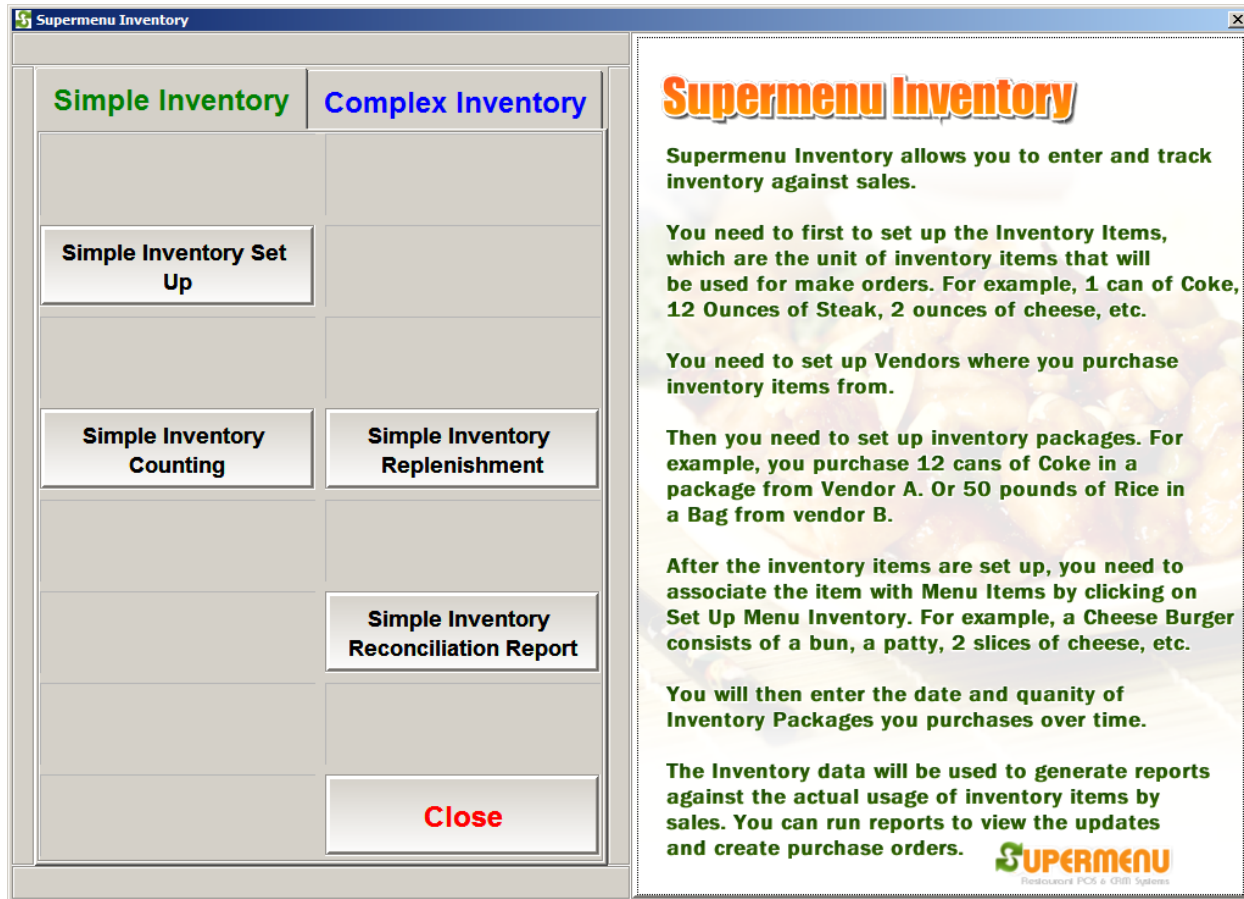 Supermenu Inventory
Simple Inventory
Complex Inventory
Simple Inventory Set
Up
Simple Inventory
Counting
Simple Inventory
Replenishment
Simple Inventory
Reconciliation Report
Close
Supermenu Inventory
Supermenu Inventory allows you to enter and track
inventory against sales.
You need to first to set up the Inventory Items,
which are the unit of inventory items that will
be used for make orders. For example, 1 can of Coke,
12 Ounces of Steak, 2 ounces of cheese, etc.
You need to set up Vendors where you purchase
inventory items from.
Then you need to set up inventory packages. For
example, you purchase 12 cans of Coke in a
package from Vendor A. Or 50 pounds of Rice in
a Bag from vendor B.
After the inventory items are set up, you need to
associate the item with Menu Items by clicking on
Set Up Menu Inventory. For example, a Cheese Burger
consists of a bun, a patty, 2 slices of cheese, etc.
You will then enter the date and quanity of
Inventory Packages you purchases over time.
The Inventory data will be used to generate reports
against the actual usage of inventory items by
sales. You can run reports to view the updates
and create purchase orders.
SUPERMENU
Restaurant POS & CRM Systems